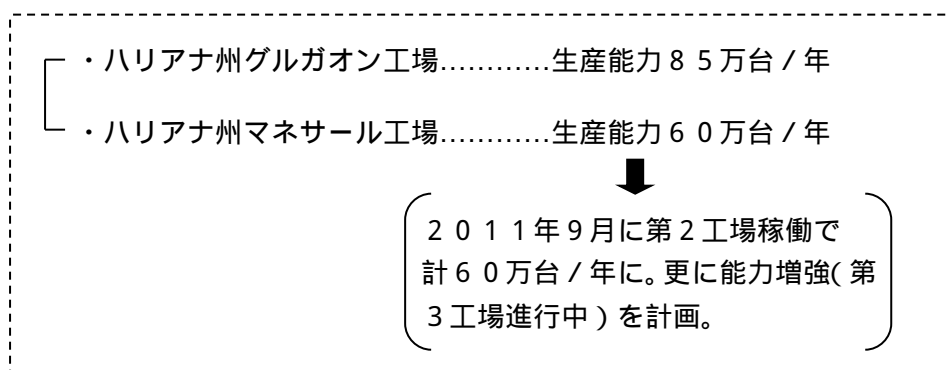 ・ハリアナ州グルガオン工場…………生産能力８５万台／年
・ハリアナ州マネサール工場…………生産能力６０万台／年
２０１１年９月に第２工場稼働で
計６０万台／年に。更に能力増強（第
３工場進行中）を計画。